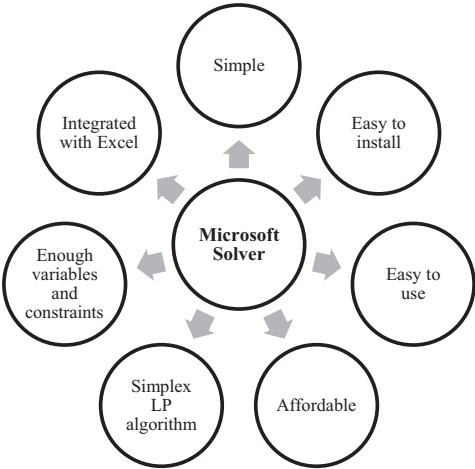 Simple
Easy to
install
Easy to
use
Affordable
Simplex
LP
algorithm
Enough
variables
and
constraints
Integrated
with Excel
Microsoft
Solver